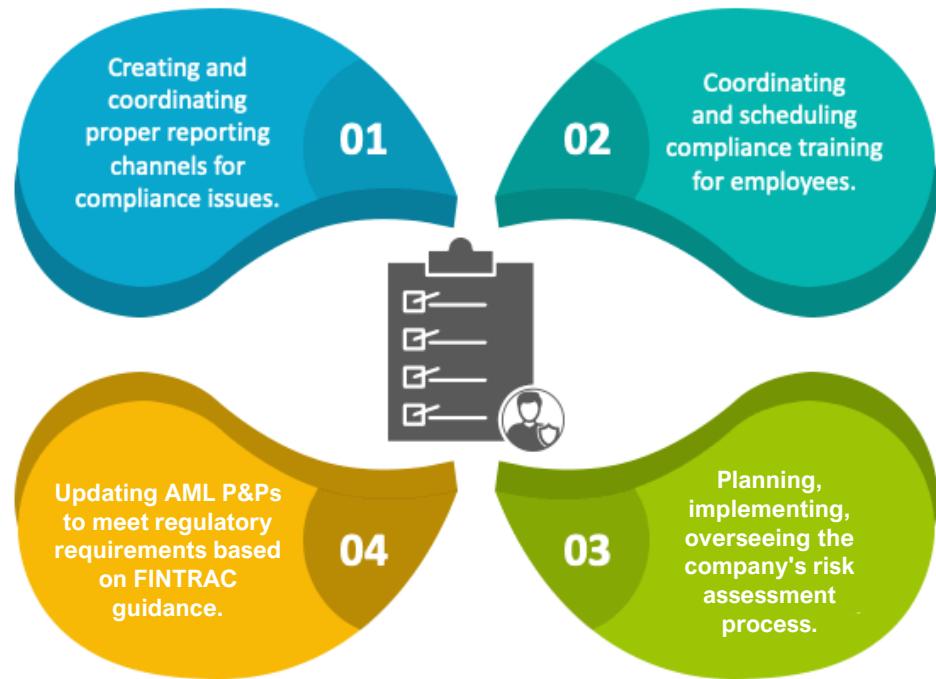 Creating and
coordinating
proper reporting
channels for
compliance issues.
01
02
Coordinating
and scheduling
compliance training
for employees.
Updating AML P&Ps
to meet regulatory
requirements based
on FINTRAC
guidance.
04
03
Planning,
implementing,
overseeing the
company's risk
assessment
process.